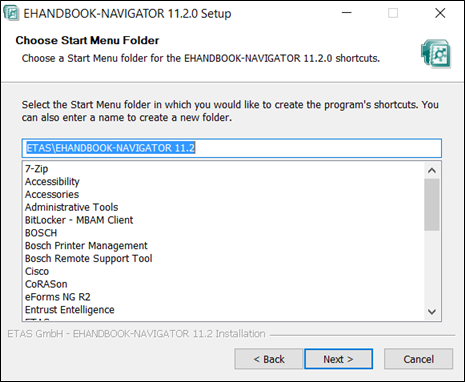 EHANDBOOK-NAVIGATOR 11.2.0 Setup
Choose Start Menu Folder
Choose a Start Menu folder for the EHANDBOOK-NAVIGATOR 11.2.0 shortcuts.
Select the Start Menu folder in which you would like to create the program's shortcuts. You
can also enter a name to create a new folder.
ETAS\EHANDBOOK-NAVIGATOR 11.2
7-Zip
Accessibility
Accessories
Administrative Tools
BitLocker - MBAM Client
BOSCH
Bosch Printer Management
Bosch Remote Support Tool
Cisco
CoRASon
eForms NG R2
Entrust Entelligence
ETAS GmbH - EHANDBOOK-NAVIGATOR 11.2 Installation
< Back
Next >
Cancel